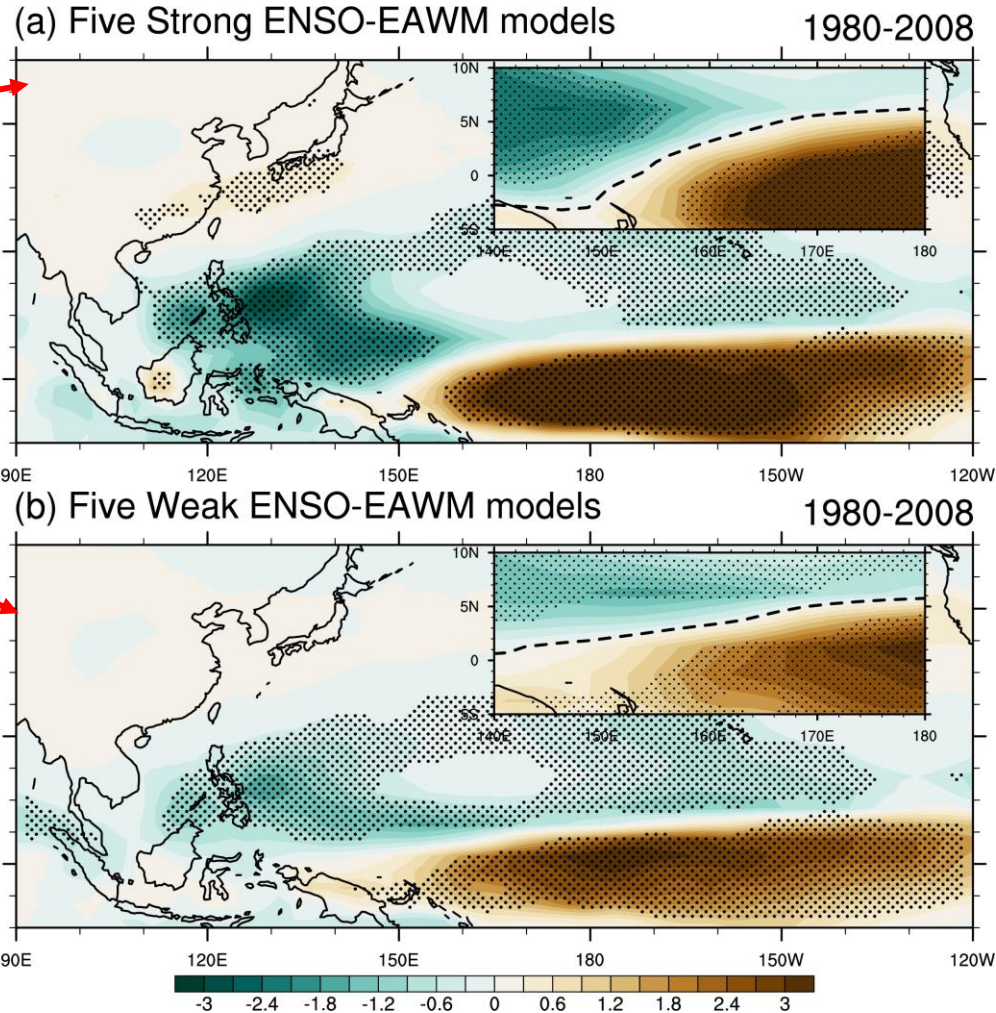 (a) Five Strong ENSO-EAWM models 1980-2008
10N
5N
0
5S
140E 150E 160E 170E 180
90E 120E 150E 180 150W 120W
(b) Five Weak ENSO-EAWM models 1980-2008
10N
5N
0
5S
140E 150E 160E 170E 180
90E 120E 150E 180 150W 120W
-3 -2.4 -1.8 -1.2 -0.6 0 0.6 1.2 1.8 2.4 3